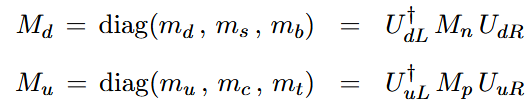 M_d = diag(m_d , m_s , m_b) = U_{dL}^† M_n U_{dR}
M_u = diag(m_u , m_c , m_t) = U_{uL}^† M_p U_{uR}